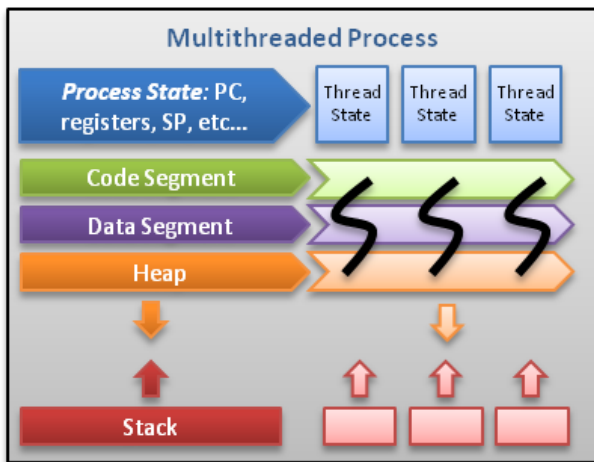 Multithreaded Process
Process State: PC,
registers, SP, etc...
Thread
State
Thread
State
Thread
State
Code Segment
Data Segment
Heap
Stack